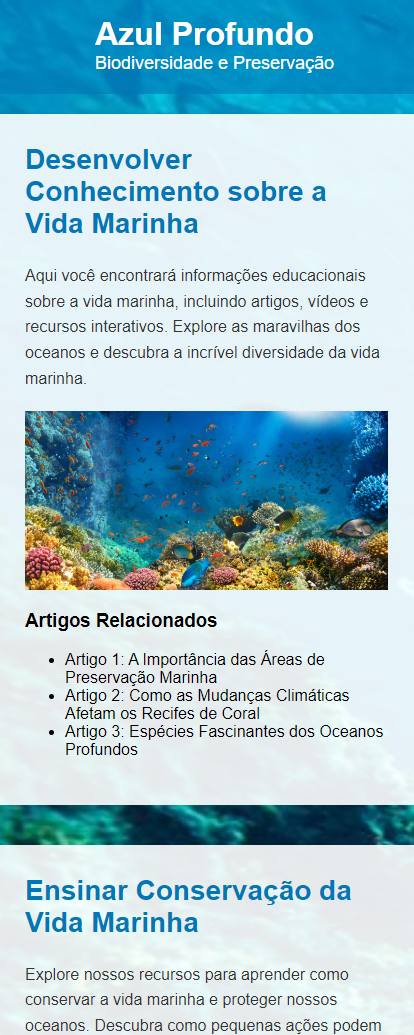 Azul Profundo
Biodiversidade e Preservação
Desenvolver
Conhecimento sobre a
Vida Marinha
Aqui você encontrará informações educacionais
sobre a vida marinha, incluindo artigos, vídeos e
recursos interativos. Explore as maravilhas dos
oceanos e descubra a incrível diversidade da vida
marinha.
Artigos Relacionados
• Artigo 1: A Importância das Áreas de
Preservação Marinha
• Artigo 2: Como as Mudanças Climáticas
Afetam os Recifes de Coral
• Artigo 3: Espécies Fascinantes dos Oceanos
Profundos
Ensinar Conservação da
Vida Marinha
Explore nossos recursos para aprender como
conservar a vida marinha e proteger nossos
oceanos. Descubra como pequenas ações podem